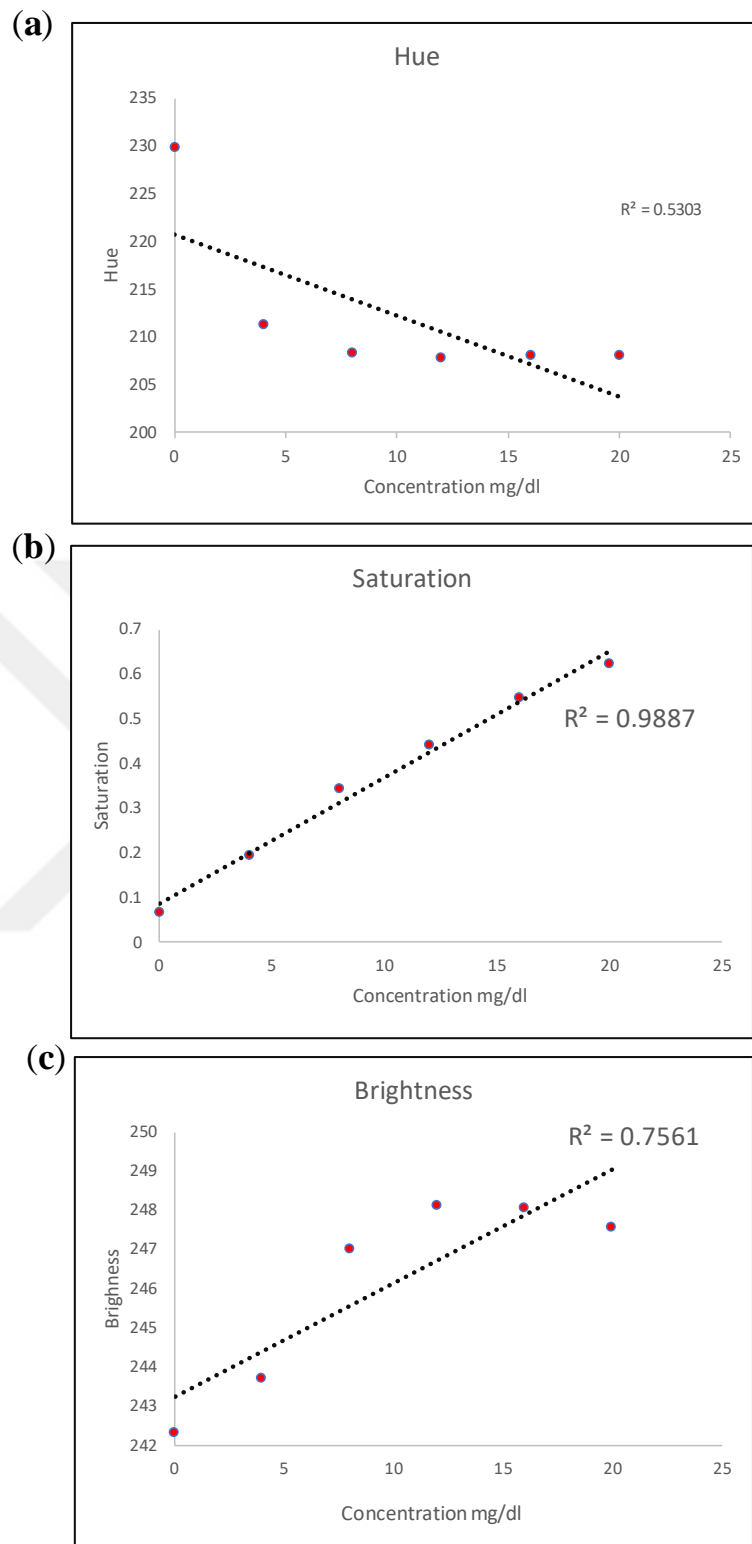 (a)
Hue
235
230
225
220
215
210
205
200
Hue
R² = 0.5303
0 5 10 15 20 25
Concentration mg/dl
(b)
Saturation
0.7
0.6
0.5
0.4
0.3
0.2
0.1
0
Saturation
R² = 0.9887
0 5 10 15 20 25
Concentration mg/dl
(c)
Brightness
250
249
248
247
246
245
244
243
242
Brighness
R² = 0.7561
0 5 10 15 20 25
Concentration mg/dl